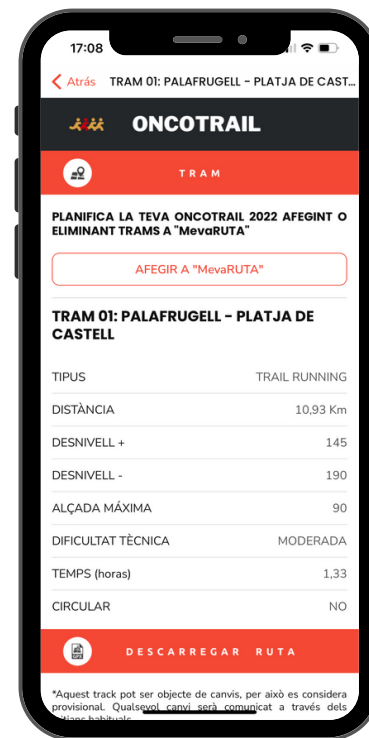 17:08
Atrás TRAM 01: PALAFRUGELL - PLATJA DE CAST...
ONCOTRAIL
TRAM
PLANIFICA LA TEVA ONCOTRAIL 2022 AFEGINT O
ELIMINANT TRAMS A "MevaRUTA"
AFEGIR A "MevaRUTA"
TRAM 01: PALAFRUGELL - PLATJA DE
CASTELL
TIPUS TRAIL RUNNING
DISTÀNCIA 10,93 Km
DESNIVELL + 145
DESNIVELL - 190
ALÇADA MÁXIMA 90
DIFICULTAT TÈCNICA MODERADA
TEMPS (horas) 1,33
CIRCULAR NO
DESCARREGAR RUTA
*Aquest track pot ser objecte de canvis, per això es considera
provisional. Qualsevol canvi serà comunicat a través dels